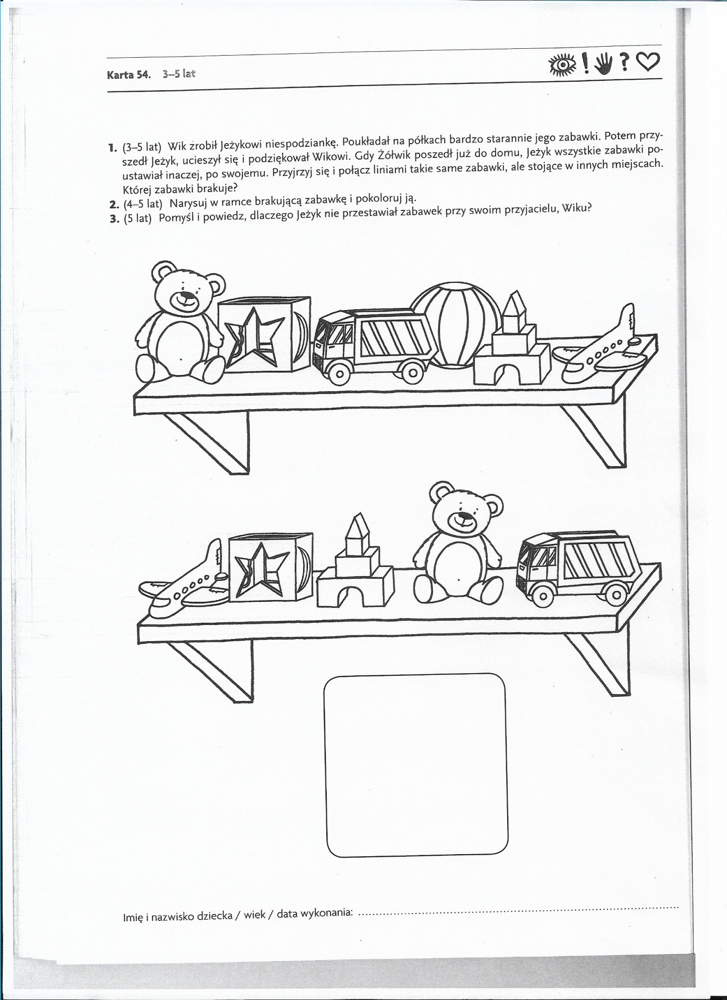 Karta 54. 3–5 lat
! ?
1. (3–5 lat) Wik zrobił Jeżykowi niespodziankę. Poukładał na półkach bardzo starannie jego zabawki. Potem przy-
szedł Jeżyk, ucieszył się i podziękował Wikowi. Gdy Żółwik poszedł już do domu, Jeżyk wszystkie zabawki po-
ustawiał inaczej, po swojemu. Przyjrzyj się i połącz liniami takie same zabawki, ale stojące w innych miejscach.
Której zabawki brakuje?
2. (4–5 lat) Narysuj w ramce brakującą zabawkę i pokoloruj ją.
3. (5 lat) Pomyśl i powiedz, dlaczego Jeżyk nie przestawiał zabawek przy swoim przyjacielu, Wiku?
Imię i nazwisko dziecka / wiek / data wykonania: ................................................................................